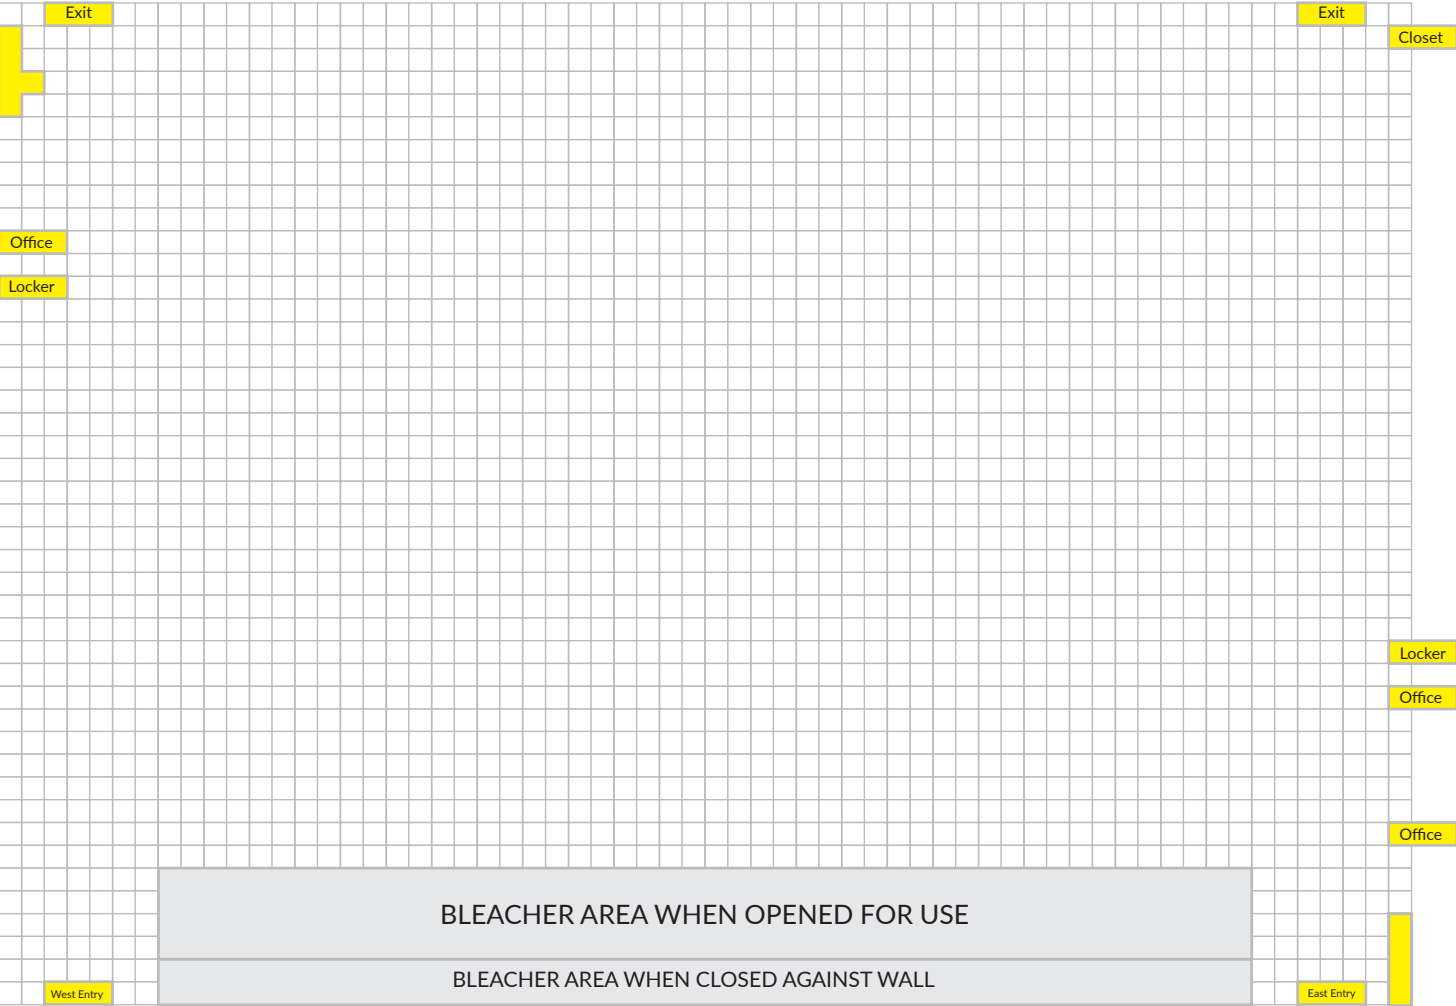 Exit
Exit
Closet
Office
Locker
Locker
Office
Office
BLEACHER AREA WHEN OPENED FOR USE
BLEACHER AREA WHEN CLOSED AGAINST WALL
West Entry
East Entry